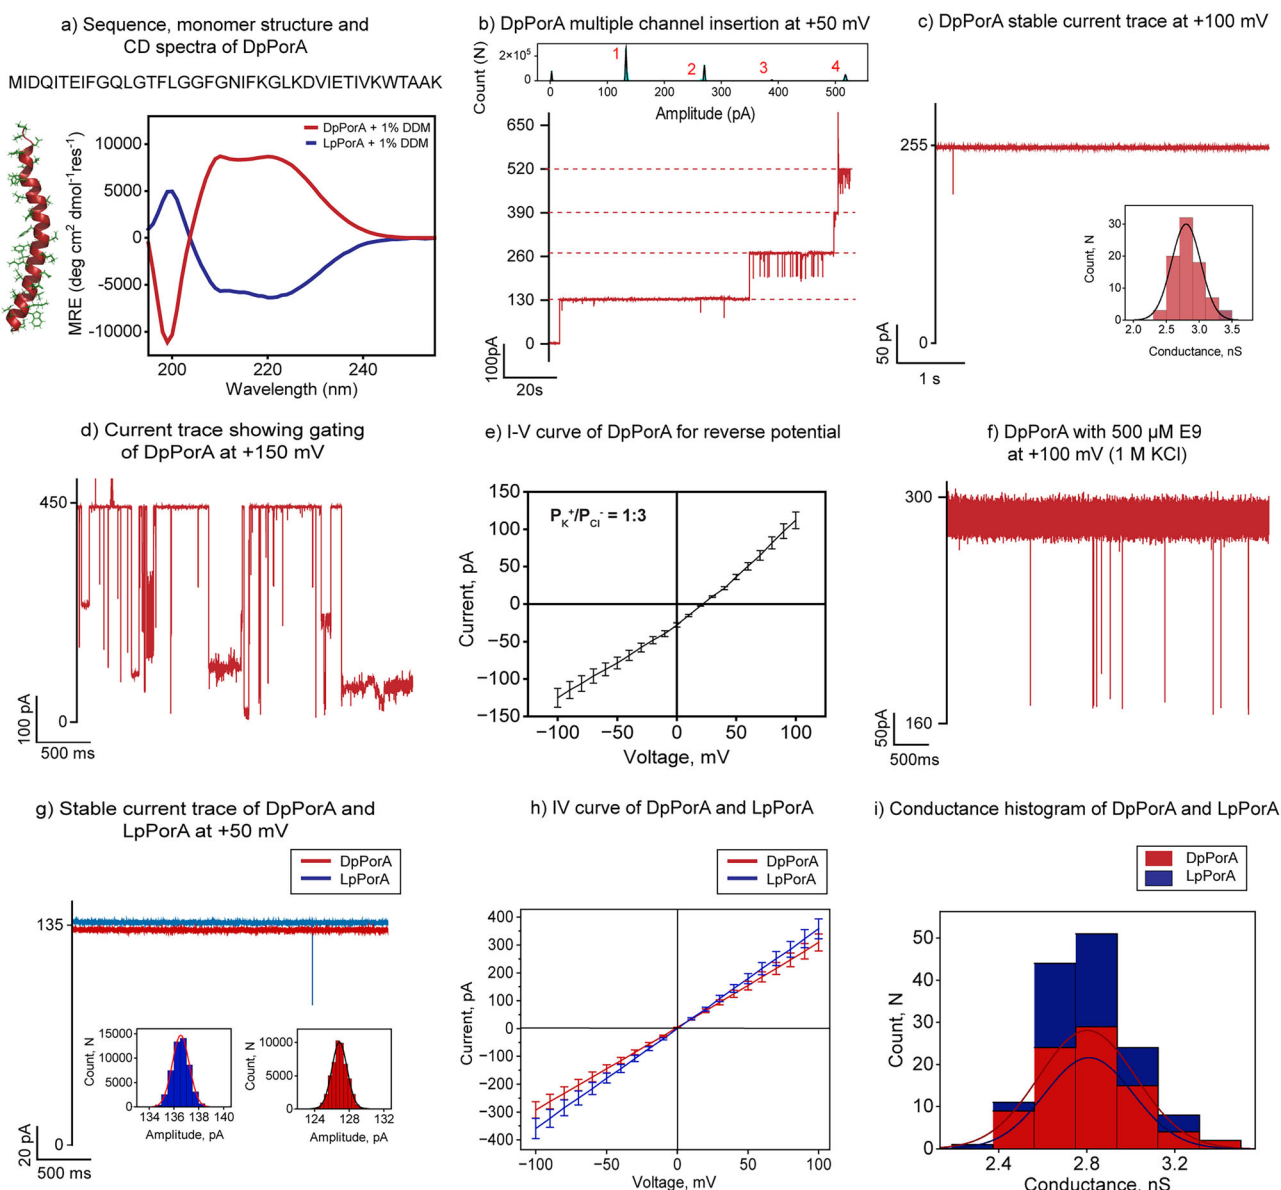 a) Sequence, monomer structure and
CD spectra of DpPorA
MIDQITEIFGQLGTFLGGFGNIFKGLKDVIETIVKWTAAK
DpPorA + 1% DDM
LpPorA + 1% DDM
MRE (deg cm² dmol⁻¹res⁻¹)
10000
5000
0
-5000
-10000
200
220
240
Wavelength (nm)
b) DpPorA multiple channel insertion at +50 mV
Count (N)
2×10⁵
0
1
2
3
4
0
100
200
300
400
500
Amplitude (pA)
650
520
390
260
130
0
100pA
20s
c) DpPorA stable current trace at +100 mV
255
0
50 pA
1 s
Count, N
30
20
10
0
2.0
2.5
3.0
3.5
Conductance, nS
d) Current trace showing gating
of DpPorA at +150 mV
450
0
100 pA
500 ms
e) I-V curve of DpPorA for reverse potential
P_K⁺/P_Cl⁻ = 1:3
Current, pA
150
100
50
0
−50
−100
−150
−100
−50
0
50
100
Voltage, mV
f) DpPorA with 500 µM E9
at +100 mV (1 M KCl)
300
160
50pA
500ms
g) Stable current trace of DpPorA and
LpPorA at +50 mV
DpPorA
LpPorA
135
0
20 pA
500 ms
Count, N
15000
10000
5000
0
134
136
138
140
Amplitude, pA
Count, N
10000
5000
0
124
128
132
Amplitude, pA
h) IV curve of DpPorA and LpPorA
DpPorA
LpPorA
Current, pA
400
300
200
100
0
−100
−200
−300
−400
−100
−50
0
50
100
Voltage, mV
i) Conductance histogram of DpPorA and LpPorA
DpPorA
LpPorA
Count, N
50
40
30
20
10
0
2.4
2.8
3.2
Conductance, nS